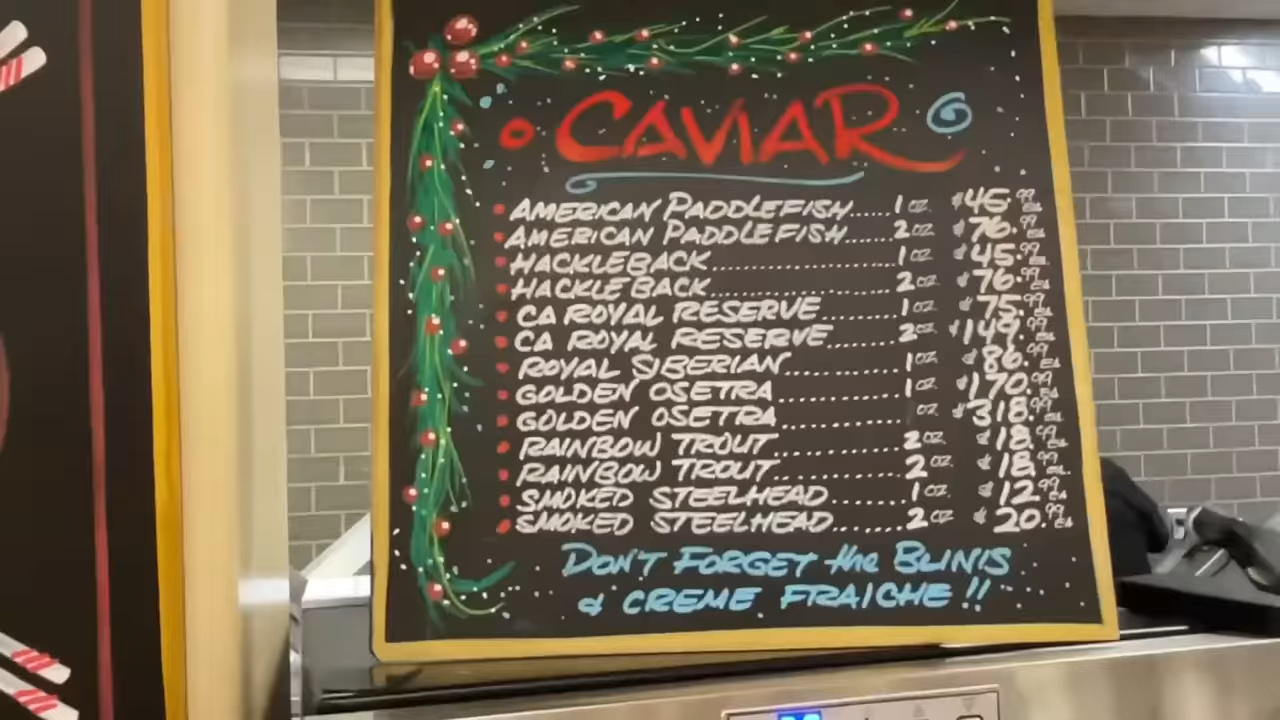 CAVIAR
AMERICAN PADDLEFISH...... 1 OZ. $45.99 EA
AMERICAN PADDLEFISH...... 2 OZ $76.99
HACKLEBACK.................... 1 OZ $45.99 EA
HACKLEBACK.................... 2 OZ $76.99
CA ROYAL RESERVE......... 1 OZ $75.99 EA
CA ROYAL RESERVE........ 2 OZ $149.99 EA
ROYAL SIBERIAN............. 1 OZ $86.99 EA
GOLDEN OSETRA.............. 1 OZ $170.99 EA
GOLDEN OSETRA.............. OZ $318.99 EA
RAINBOW TROUT.............. 2 OZ. $18.99 EA
RAINBOW TROUT.............. 2 OZ. $18.99 EA.
SMOKED STEELHEAD....... 1 OZ. $12.99 EA
SMOKED STEELHEAD....... 2 OZ $20.99 EA
DON'T FORGET the BLINIS
& CREME FRAICHE !!